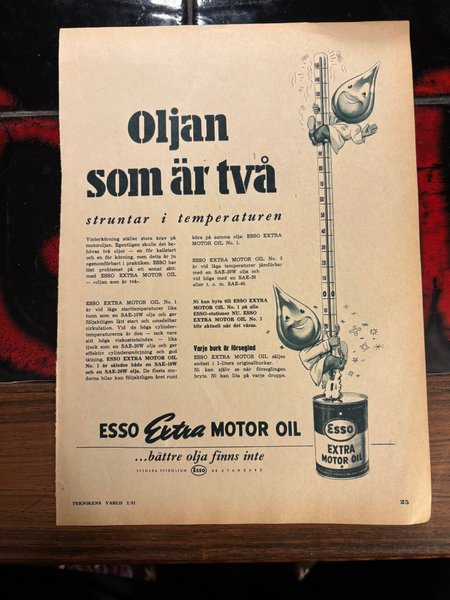 Oljan
som är två
struntar i temperaturen
Vinterkörning ställer stora krav på
motoroljan. Egentligen skulle det be-
hövas två oljor — en för kallstart
och en för körning, men detta är ju
ogenomförbart i praktiken. ESSO har
löst problemet på ett annat sätt:
med ESSO EXTRA MOTOR OIL
— »oljan som är två».
ESSO EXTRA MOTOR OIL No. 1
är vid låga starttemperaturer lika
tunn som en SAE-10W olja och ger
följaktligen lätt start och omedelbar
cirkulation. Vid de höga cylinder-
temperaturerna är den — tack vare
sitt höga viskositetsindex — lika
tjock som en SAE-20W olja och ger
effektiv cylindersmörjning och god
tätning. ESSO EXTRA MOTOR OIL
No. 1 är således både en SAE-10W
och en SAE-20W olja. De flesta mo-
derna bilar kan följaktligen året runt
köra på samma olja: ESSO EXTRA
MOTOR OIL No. 1.
ESSO EXTRA MOTOR OIL No. 3
är vid låga temperaturer jämförbar
med en SAE-20W olja och vid
vid höga med en SAE-30 olja
eller t. o. m. SAE-40.
Ni kan byta till ESSO EXTRA
MOTOR OIL No. 1 på alla
ESSO-stationer NU. ESSO
EXTRA MOTOR OIL No. 3
blir aktuell när det våras.
Varje burk är förseglad
ESSO EXTRA MOTOR OIL säljes
endast i 1-liters originalburkar.
Ni kan själv se när förseglingen
bryts. Ni kan lita på varje droppe.
ESSO Extra MOTOR OIL
...bättre olja finns inte
SVENSKA PETROLEUM ESSO AB STANDARD
Esso
EXTRA
MOTOR OIL
TEKNIKENS VÄRLD 2/51
25